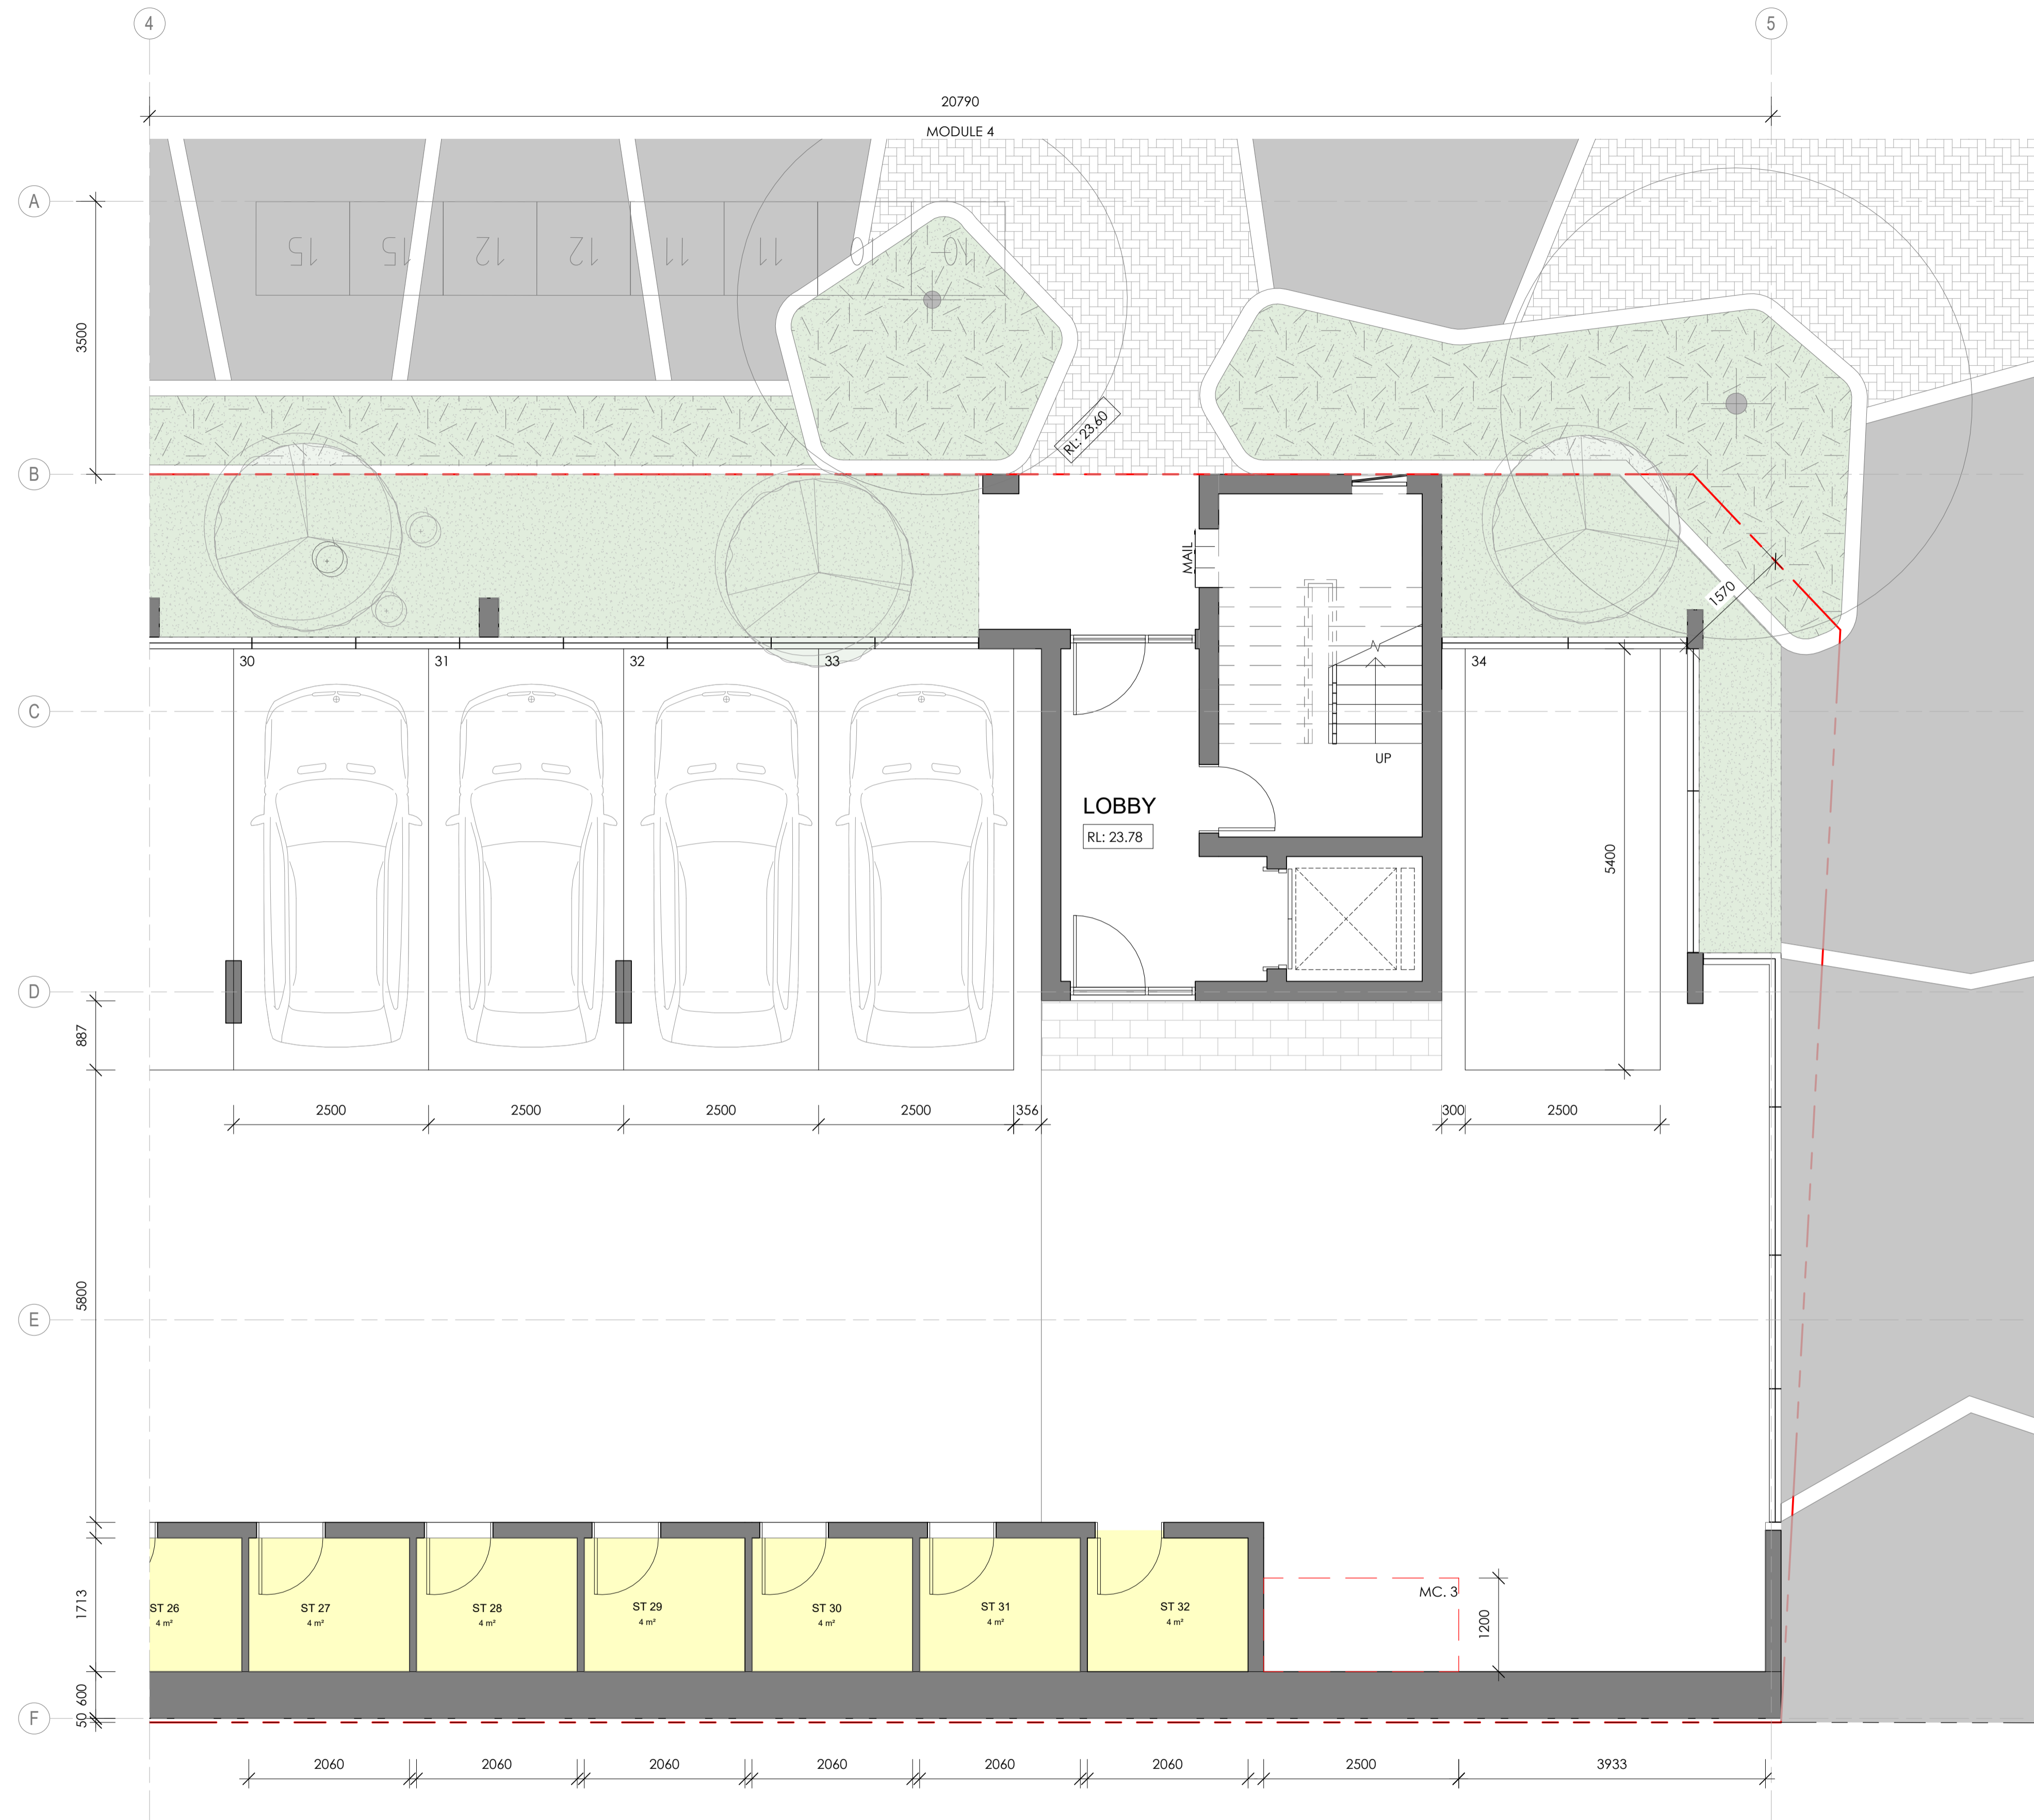 4
5
20790
MODULE 4
A
15
15
12
12
11
11
10
10
3500
RL: 23.60
B
MAIL
1570
30
31
32
33
34
C
UP
LOBBY
RL: 23.78
5400
D
887
2500
2500
2500
2500
356
300
2500
5800
E
1713
ST 26
4 m²
ST 27
4 m²
ST 28
4 m²
ST 29
4 m²
ST 30
4 m²
ST 31
4 m²
ST 32
4 m²
MC. 3
1200
600
50
F
2060
2060
2060
2060
2060
2060
2500
3933